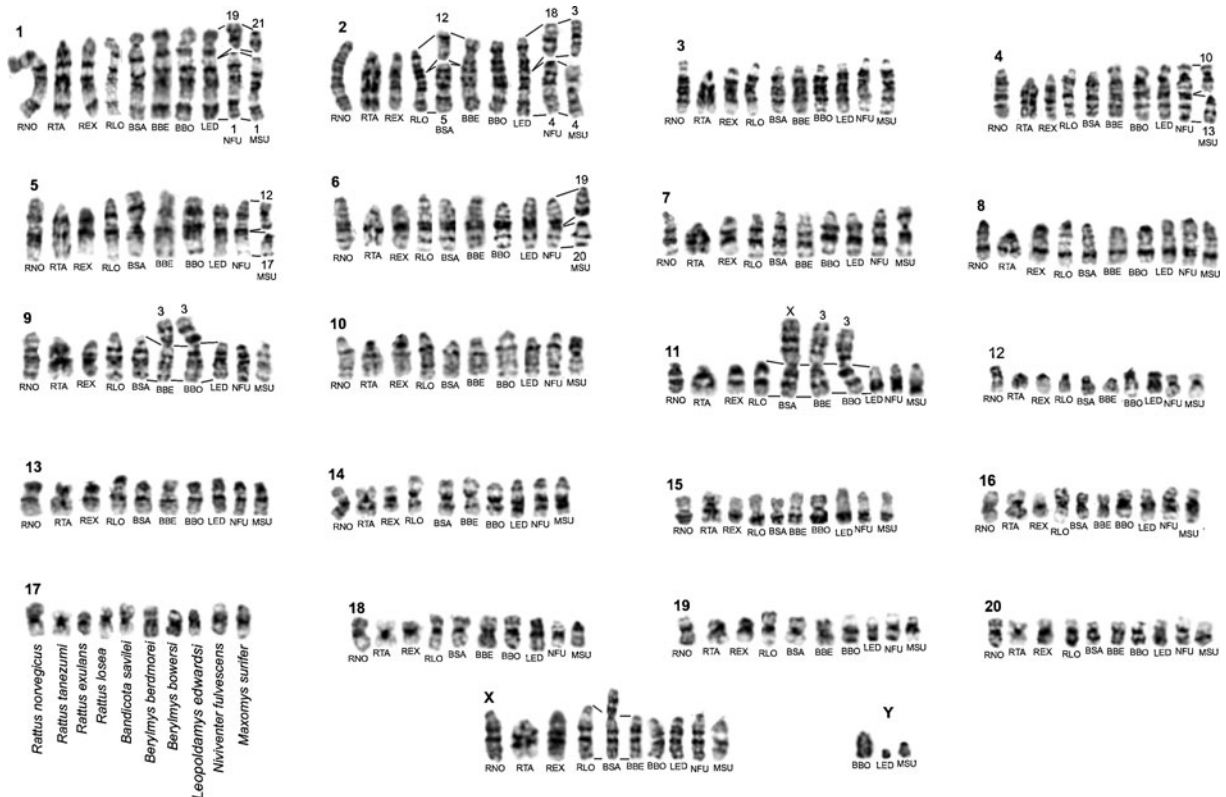 1
19
21
RNO RTA REX RLO BSA BBE BBO LED 1 1
NFU MSU
2
12
18
3
RNO RTA REX RLO 5 BBE BBO LED 4 4
BSA NFU MSU
3
RNO RTA REX RLO BSA BBE BBO LED NFU MSU
4
10
RNO RTA REX RLO BSA BBE BBO LED NFU 13
MSU
5
12
RNO RTA REX RLO BSA BBE BBO LED NFU 17
MSU
6
19
RNO RTA REX RLO BSA BBE BBO LED NFU 20
MSU
7
RNO RTA REX RLO BSA BBE BBO LED NFU MSU
8
RNO RTA REX RLO BSA BBE BBO LED NFU MSU
9
3 3
RNO RTA REX RLO BSA BBE BBO LED NFU MSU
10
RNO RTA REX RLO BSA BBE BBO LED NFU MSU
11
X 3 3
RNO RTA REX RLO BSA BBE BBO LED NFU MSU
12
RNO RTA REX RLO BSA BBE BBO LED NFU MSU
13
RNO RTA REX RLO BSA BBE BBO LED NFU MSU
14
RNO RTA REX RLO BSA BBE BBO LED NFU MSU
15
RNO RTA REX RLO BSA BBE BBO LED NFU MSU
16
RNO RTA REX RLO BSA BBE BBO LED NFU MSU
17
Rattus norvegicus
Rattus tanezumi
Rattus exulans
Rattus losea
Bandicota savilei
Berylmys berdmorei
Berylmys bowersi
Leopoldamys edwardsi
Niviventer fulvescens
Maxomys surifer
18
RNO RTA REX RLO BSA BBE BBO LED NFU MSU
19
RNO RTA REX RLO BSA BBE BBO LED NFU MSU
20
RNO RTA REX RLO BSA BBE BBO LED NFU MSU
X
RNO RTA REX RLO BSA BBE BBO LED NFU MSU
Y
BBO LED MSU